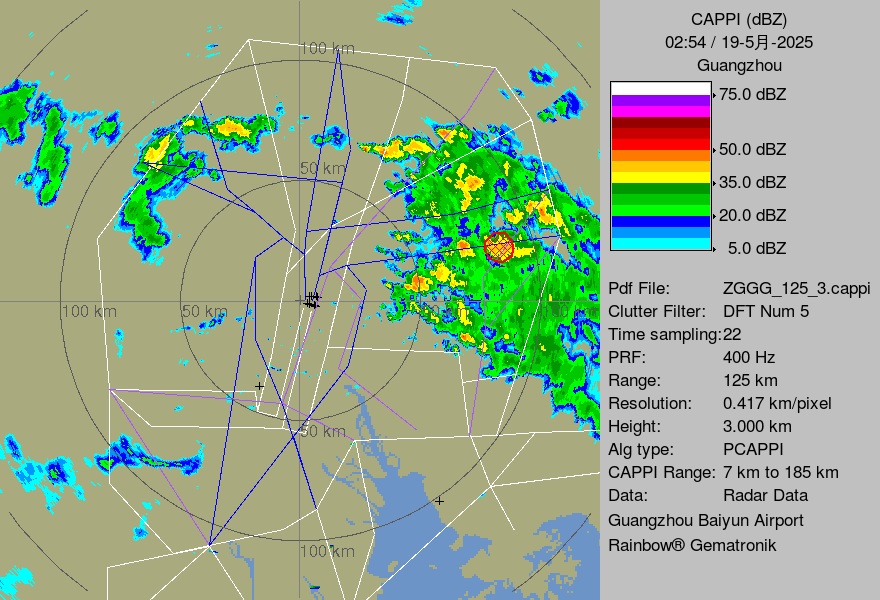 CAPPI (dBZ)
02:54 / 19-5月-2025
Guangzhou
75.0 dBZ
50.0 dBZ
35.0 dBZ
20.0 dBZ
5.0 dBZ
Pdf File: ZGGG_125_3.cappi
Clutter Filter: DFT Num 5
Time sampling:22
PRF: 400 Hz
Range: 125 km
Resolution: 0.417 km/pixel
Height: 3.000 km
Alg type: PCAPPI
CAPPI Range: 7 km to 185 km
Data: Radar Data
Guangzhou Baiyun Airport
Rainbow® Gematronik
100 km
50 km
100 km
50 km
50 km
100 km